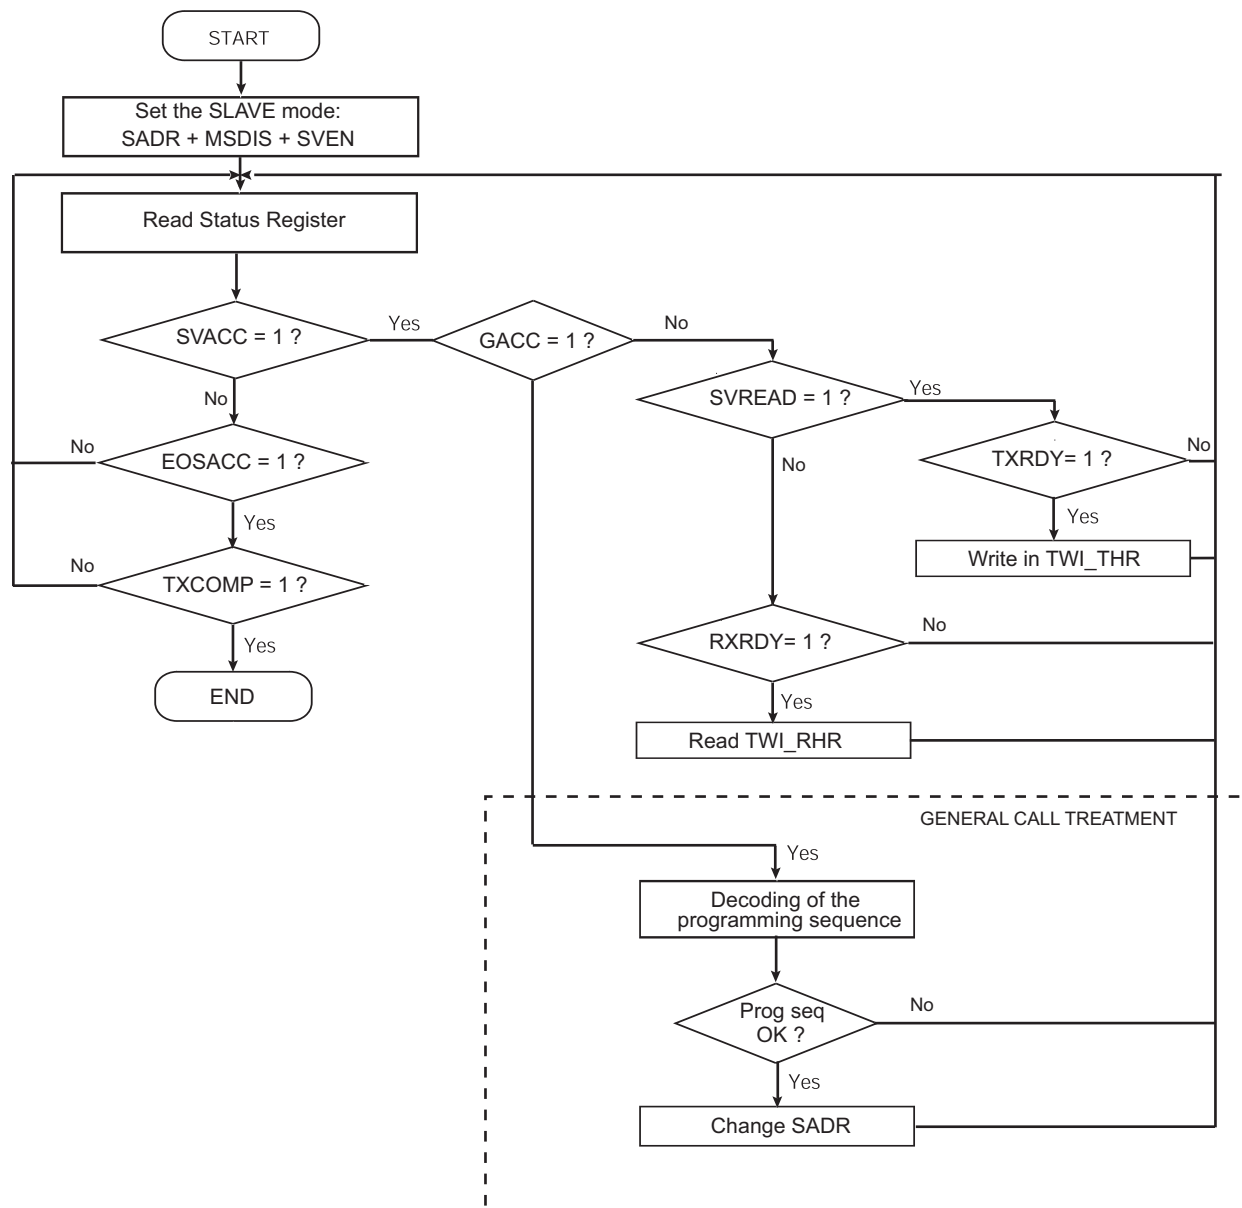 START
Set the SLAVE mode:
SADR + MSDIS + SVEN
Read Status Register
SVACC = 1 ?
Yes
GACC = 1 ?
No
SVREAD = 1 ?
Yes
No
EOSACC = 1 ?
No
TXRDY= 1 ?
No
No
Yes
Yes
Write in TWI_THR
TXCOMP = 1 ?
No
RXRDY= 1 ?
No
Yes
END
Yes
Read TWI_RHR
GENERAL CALL TREATMENT
Yes
Decoding of the
programming sequence
Prog seq
OK ?
No
Yes
Change SADR